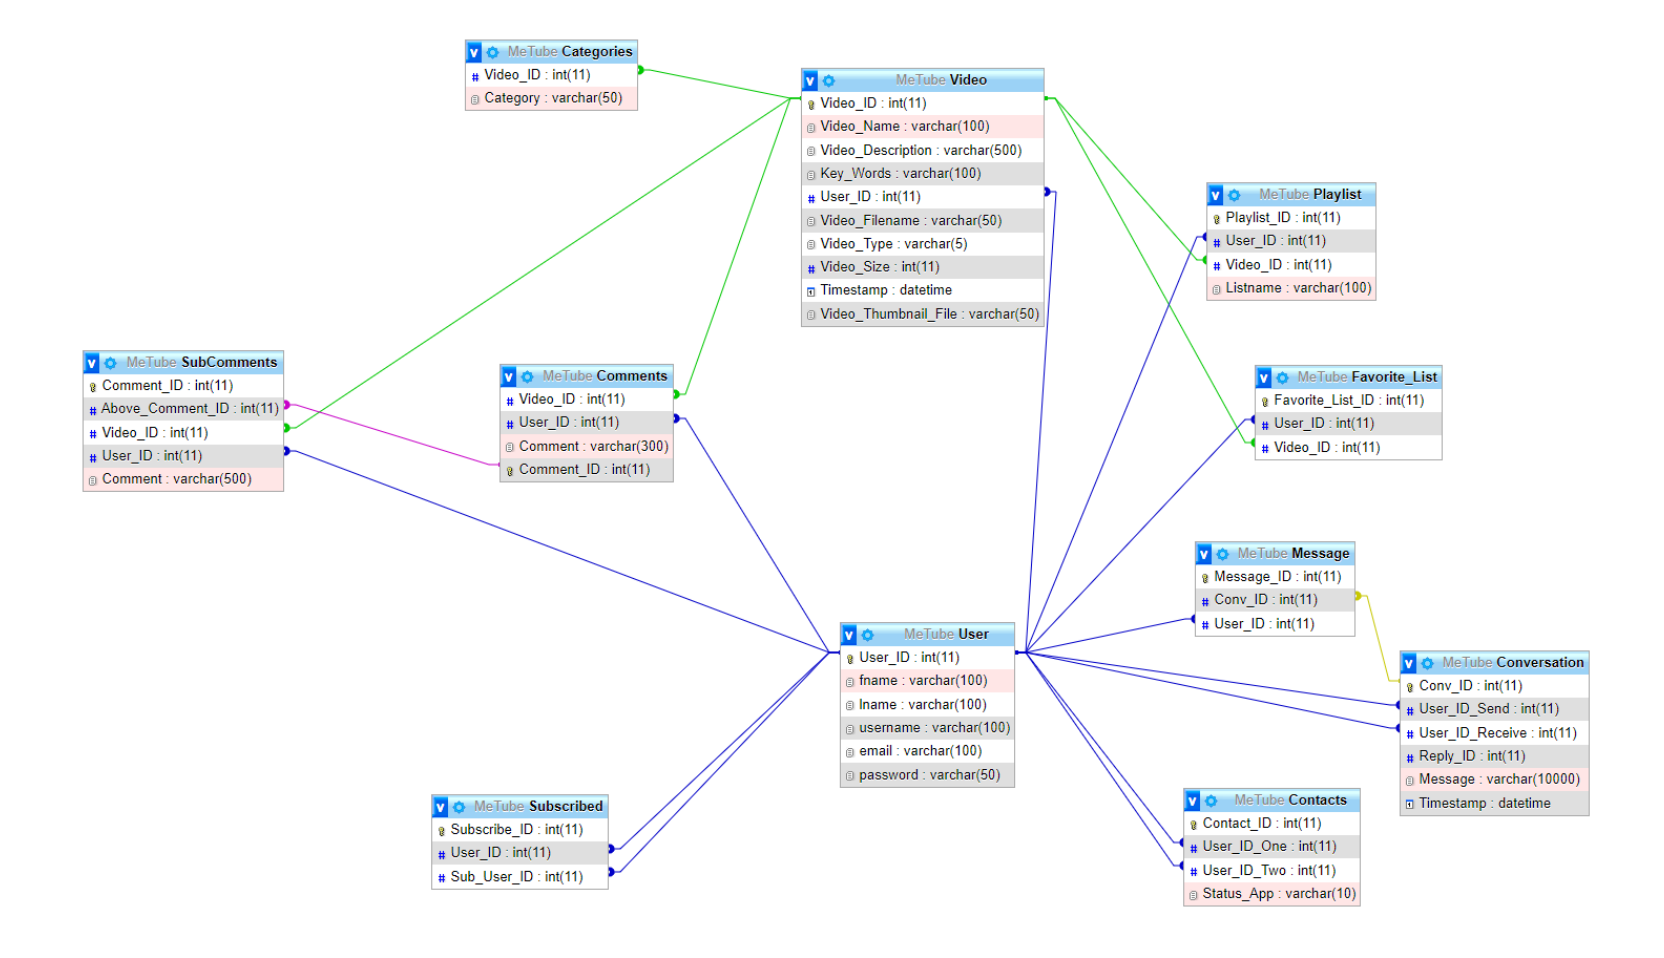 v MeTube Categories
# Video_ID : int(11)
Category : varchar(50)
v MeTube Video
Video_ID : int(11)
Video_Name : varchar(100)
Video_Description : varchar(500)
Key_Words : varchar(100)
# User_ID : int(11)
Video_Filename : varchar(50)
Video_Type : varchar(5)
# Video_Size : int(11)
Timestamp : datetime
Video_Thumbnail_File : varchar(50)
v MeTube Playlist
Playlist_ID : int(11)
# User_ID : int(11)
# Video_ID : int(11)
Listname : varchar(100)
v MeTube SubComments
Comment_ID : int(11)
# Above_Comment_ID : int(11)
# Video_ID : int(11)
# User_ID : int(11)
Comment : varchar(500)
v MeTube Comments
# Video_ID : int(11)
# User_ID : int(11)
Comment : varchar(300)
Comment_ID : int(11)
v MeTube Favorite_List
Favorite_List_ID : int(11)
# User_ID : int(11)
# Video_ID : int(11)
v MeTube Message
Message_ID : int(11)
# Conv_ID : int(11)
# User_ID : int(11)
v MeTube User
User_ID : int(11)
fname : varchar(100)
lname : varchar(100)
username : varchar(100)
email : varchar(100)
password : varchar(50)
v MeTube Conversation
Conv_ID : int(11)
# User_ID_Send : int(11)
# User_ID_Receive : int(11)
# Reply_ID : int(11)
Message : varchar(10000)
Timestamp : datetime
v MeTube Subscribed
Subscribe_ID : int(11)
# User_ID : int(11)
# Sub_User_ID : int(11)
v MeTube Contacts
Contact_ID : int(11)
# User_ID_One : int(11)
# User_ID_Two : int(11)
Status_App : varchar(10)